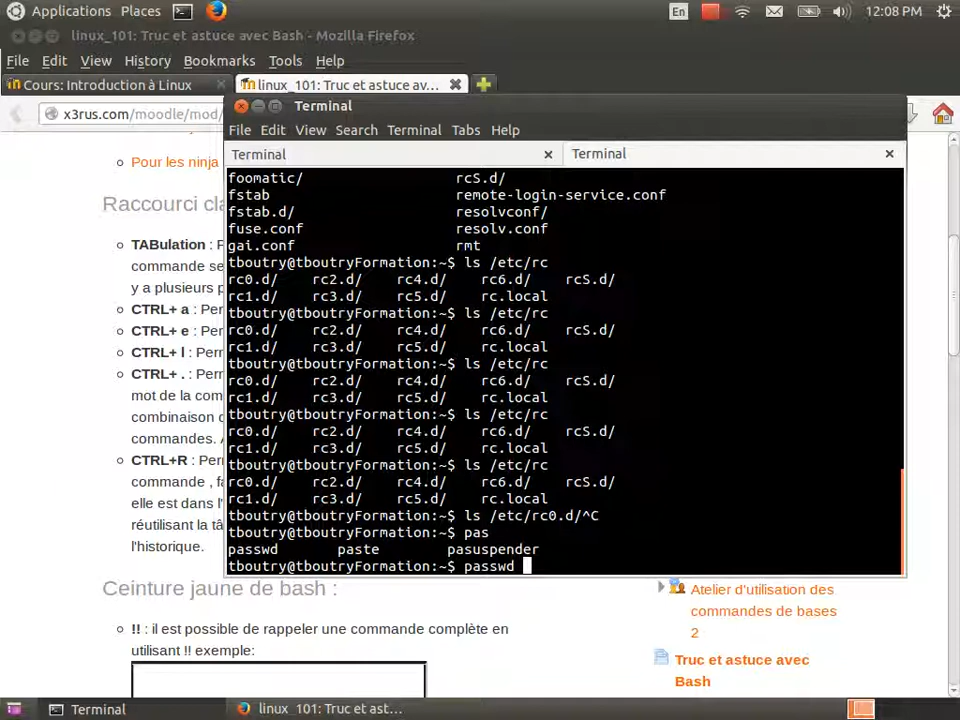 Applications Places En 12:08 PM
linux_101: Truc et astuce avec Bash - Mozilla Firefox
File Edit View History Bookmarks Tools Help
Cours: Introduction à Linux linux_101: Truc et astuce av...
x3rus.com/moodle/mod/
Terminal
File Edit View Search Terminal Tabs Help
Terminal Terminal
foomatic/ rcS.d/
fstab remote-login-service.conf
fstab.d/ resolvconf/
fuse.conf resolv.conf
gai.conf rmt
tboutry@tboutryFormation:~$ ls /etc/rc
rc0.d/ rc2.d/ rc4.d/ rc6.d/ rcS.d/
rc1.d/ rc3.d/ rc5.d/ rc.local
tboutry@tboutryFormation:~$ ls /etc/rc
rc0.d/ rc2.d/ rc4.d/ rc6.d/ rcS.d/
rc1.d/ rc3.d/ rc5.d/ rc.local
tboutry@tboutryFormation:~$ ls /etc/rc
rc0.d/ rc2.d/ rc4.d/ rc6.d/ rcS.d/
rc1.d/ rc3.d/ rc5.d/ rc.local
tboutry@tboutryFormation:~$ ls /etc/rc
rc0.d/ rc2.d/ rc4.d/ rc6.d/ rcS.d/
rc1.d/ rc3.d/ rc5.d/ rc.local
tboutry@tboutryFormation:~$ ls /etc/rc
rc0.d/ rc2.d/ rc4.d/ rc6.d/ rcS.d/
rc1.d/ rc3.d/ rc5.d/ rc.local
tboutry@tboutryFormation:~$ ls /etc/rc0.d/^C
tboutry@tboutryFormation:~$ pas
passwd paste pasuspender
tboutry@tboutryFormation:~$ passwd
Pour les ninja
Raccourci cla
TABulation : P
commande se
y a plusieurs p
CTRL+ a : Per
CTRL+ e : Per
CTRL+ l : Perm
CTRL+ . : Perm
mot de la com
combinaison d
commandes. A
CTRL+R : Perm
commande , fa
elle est dans l'
réutilisant la tâ
l'historique.
Ceinture jaune de bash :
!! : il est possible de rappeler une commande complète en
utilisant !! exemple:
Atelier d'utilisation des
commandes de bases
2
Truc et astuce avec
Bash
Terminal linux_101: Truc et ast...